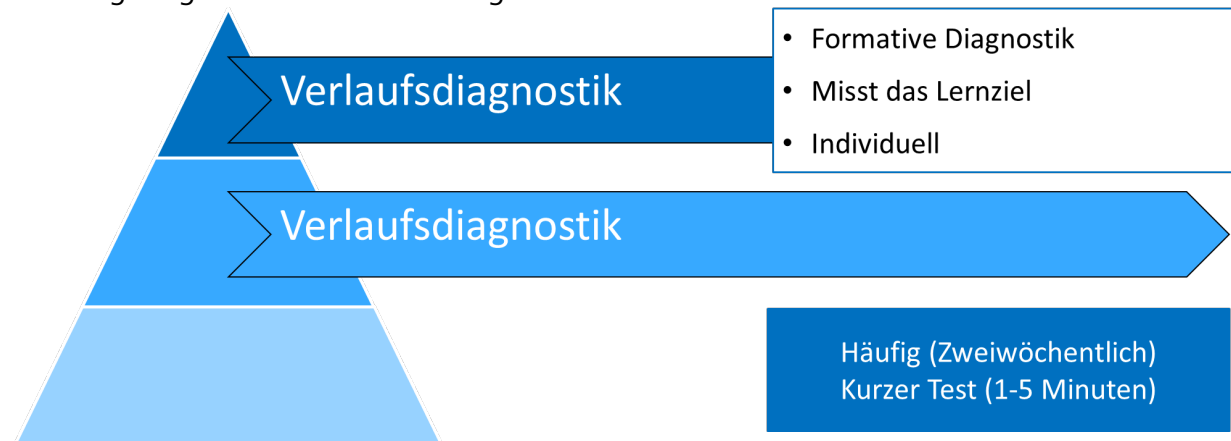 Verlaufsdiagnostik
• Formative Diagnostik
• Misst das Lernziel
• Individuell
Verlaufsdiagnostik
Häufig (Zweiwöchentlich)
Kurzer Test (1-5 Minuten)